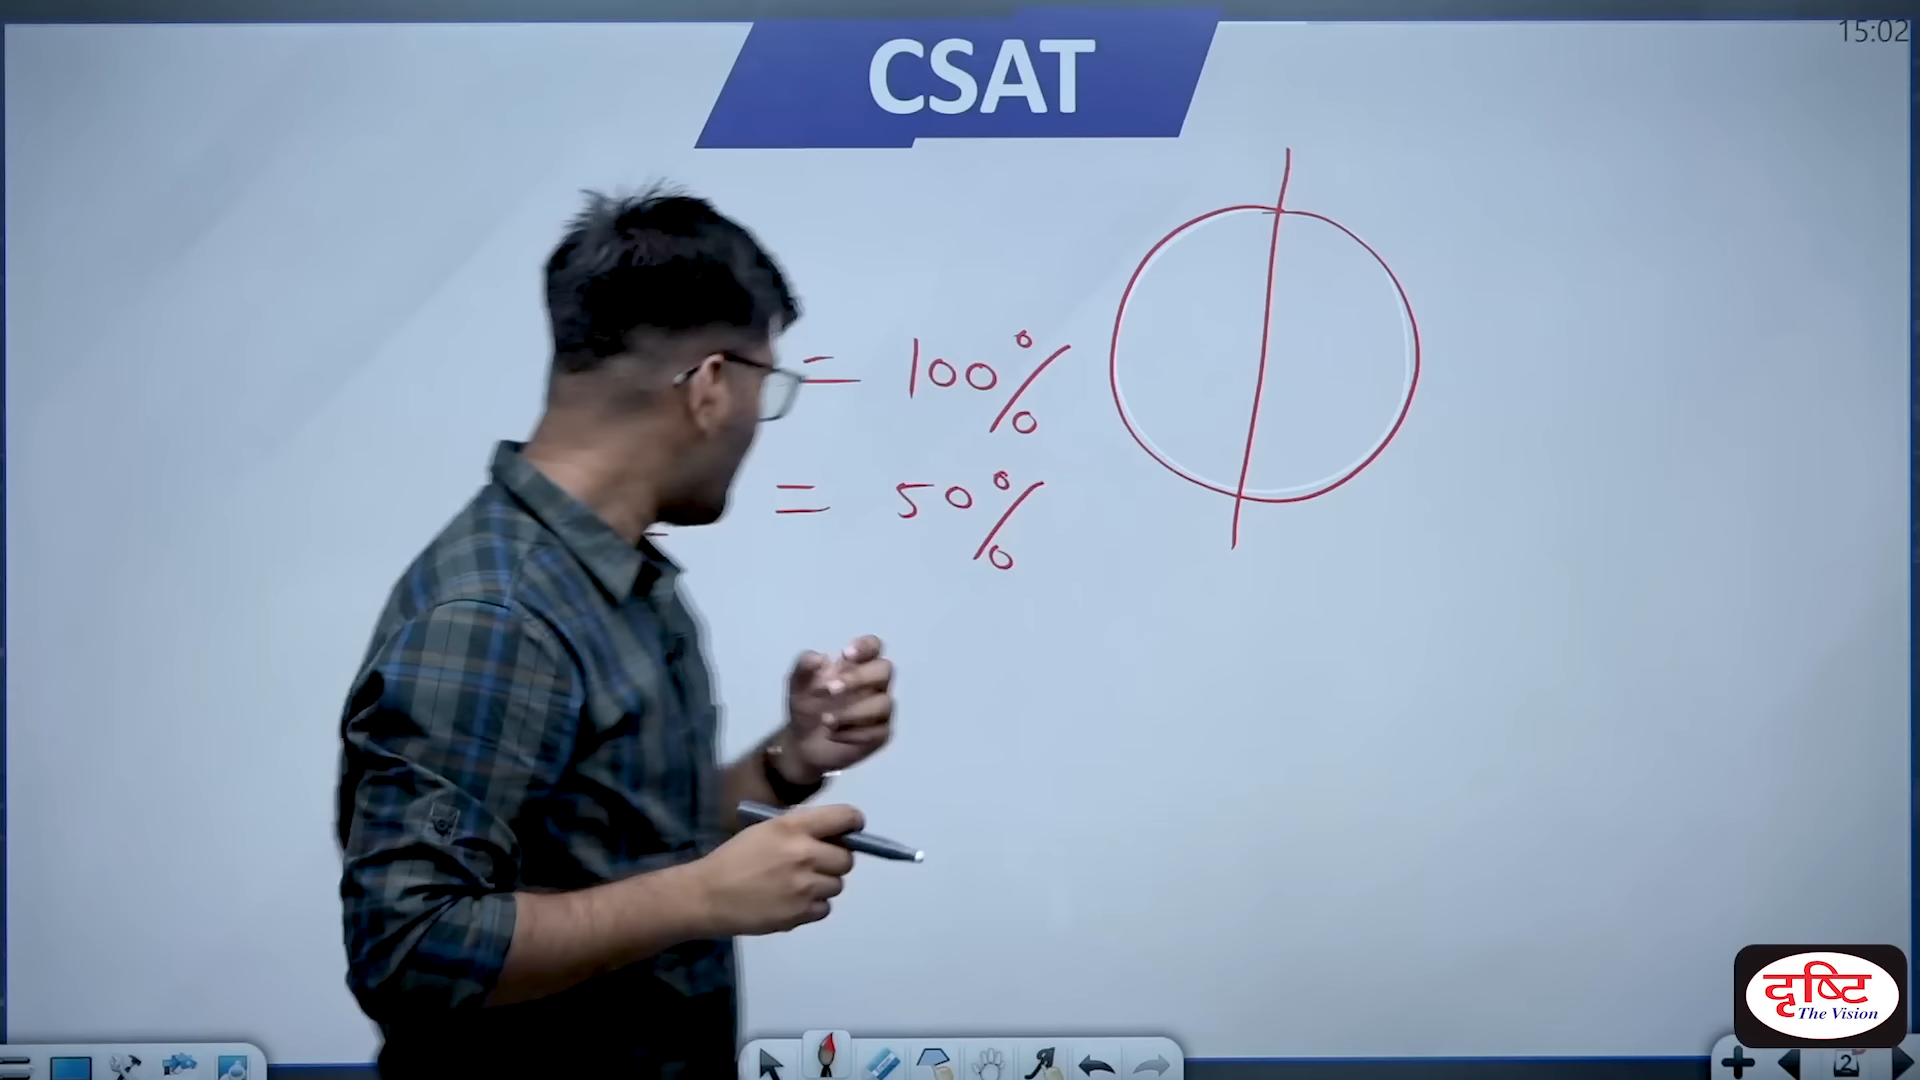 15:02
CSAT
= 100%
= 50%
दृष्टि
The Vision
2